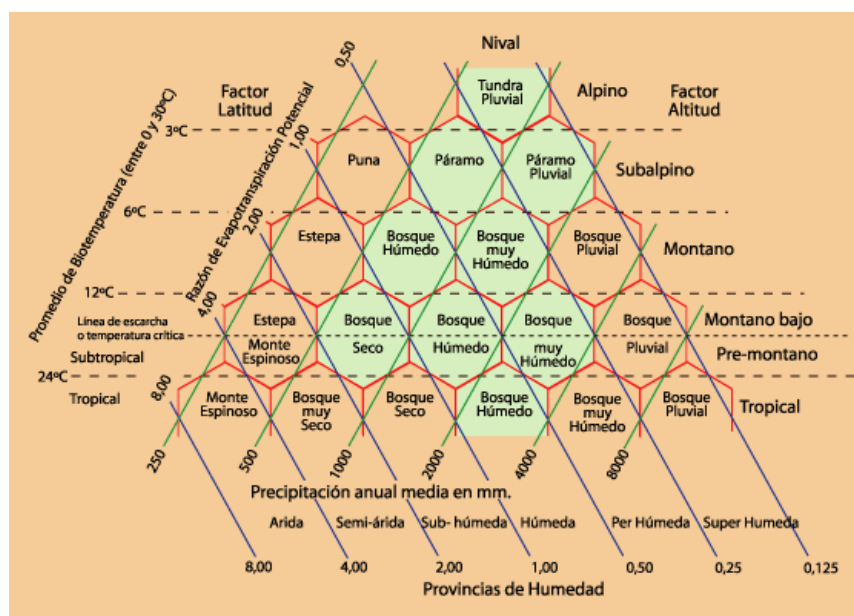 Nival
0,50
Factor
Latitud
Tundra
Pluvial
Alpino
Factor
Altitud
3ºC
1,00
Puna
Páramo
Páramo
Pluvial
Subalpino
Promedio de Biotemperatura (entre 0 y 30ºC)
Razón de Evapotranspiración Potencial
6ºC
2,00
Estepa
Bosque
Húmedo
Bosque
muy
Húmedo
Bosque
Pluvial
Montano
12ºC
4,00
Línea de escarcha
o temperatura crítica
Estepa
Bosque
Bosque
Bosque
Bosque
Montano bajo
Subtropical
Monte
Espinoso
Seco
Húmedo
muy
Húmedo
Pluvial
Pre-montano
24ºC
8,00
Tropical
Monte
Espinoso
Bosque
muy
Seco
Bosque
Seco
Bosque
Húmedo
Bosque
muy
Húmedo
Bosque
Pluvial
Tropical
250
500
1000
2000
4000
8000
Precipitación anual media en mm.
Arida
Semi-árida
Sub- húmeda
Húmeda
Per Húmeda
Super Humeda
8,00
4,00
2,00
1,00
0,50
0,25
0,125
Provincias de Humedad